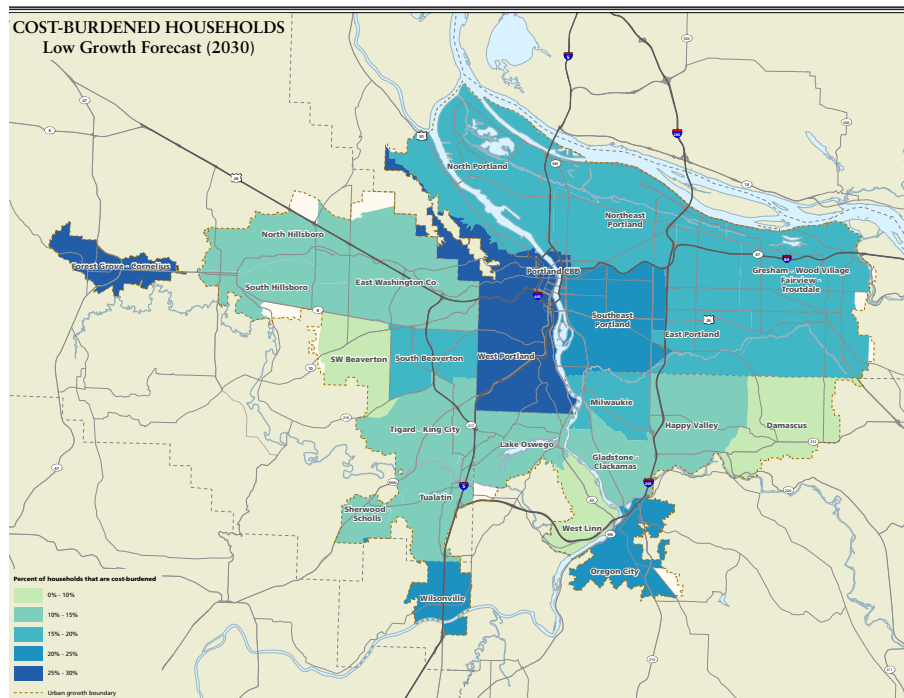 COST-BURDENED HOUSEHOLDS
Low Growth Forecast (2030)
North Portland
Northeast
Portland
North Hillsboro
Forest Grove - Cornelius
South Hillsboro
East Washington Co.
Portland CBD
Gresham - Wood Village
Fairview -
Troutdale
Southeast
Portland
East Portland
SW Beaverton
South Beaverton
West Portland
Milwaukie
Tigard - King City
Lake Oswego
Happy Valley
Damascus
Gladstone -
Clackamas
Tualatin
Sherwood -
Scholls
West Linn
Oregon City
Wilsonville
Percent of households that are cost-burdened
0% - 10%
10% - 15%
15% - 20%
20% - 25%
25% - 30%
Urban growth boundary